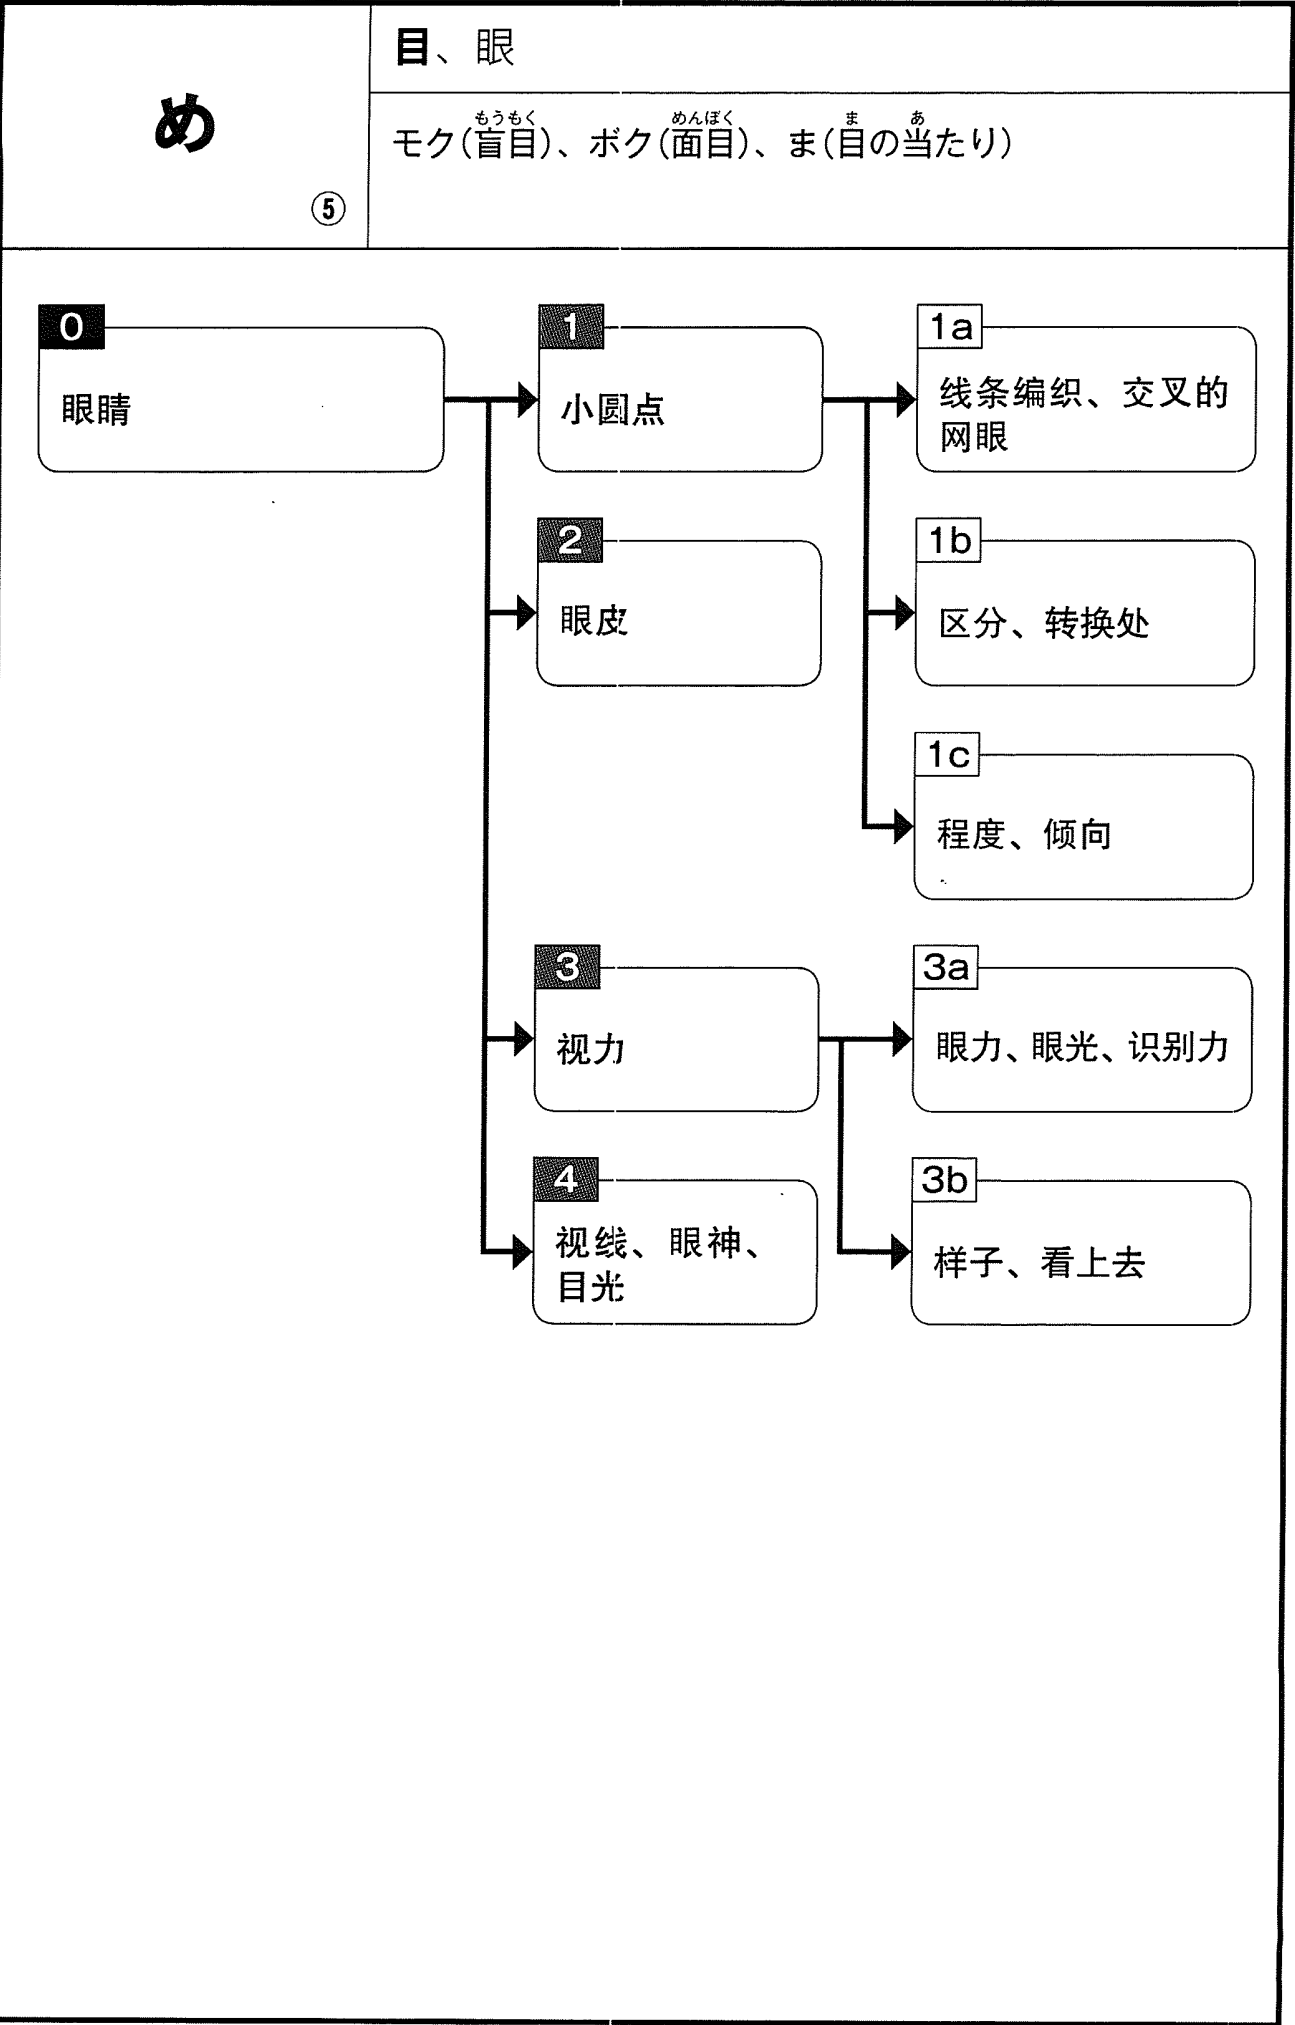 め
⑤
目、眼
もうもく めんぼく ま あ
モク(盲目)、ボク(面目)、ま(目の当たり)
0
眼睛
1
小圆点
1a
线条编织、交叉的
网眼
2
眼皮
1b
区分、转换处
1c
程度、倾向
3
视力
3a
眼力、眼光、识别力
4
视线、眼神、
目光
3b
样子、看上去